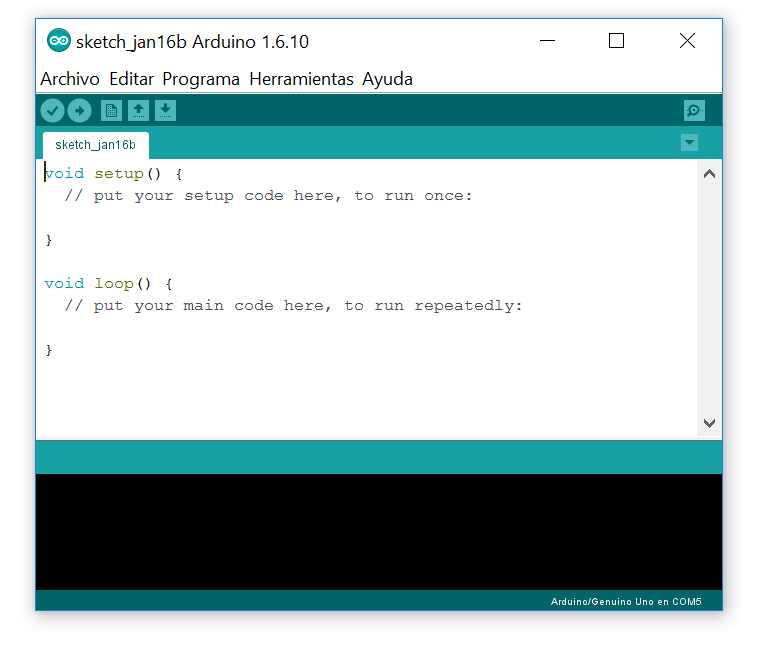 sketch_jan16b Arduino 1.6.10
Archivo Editar Programa Herramientas Ayuda
sketch_jan16b
void setup() {
  // put your setup code here, to run once:
}
void loop() {
  // put your main code here, to run repeatedly:
}
Arduino/Genuino Uno en COM5